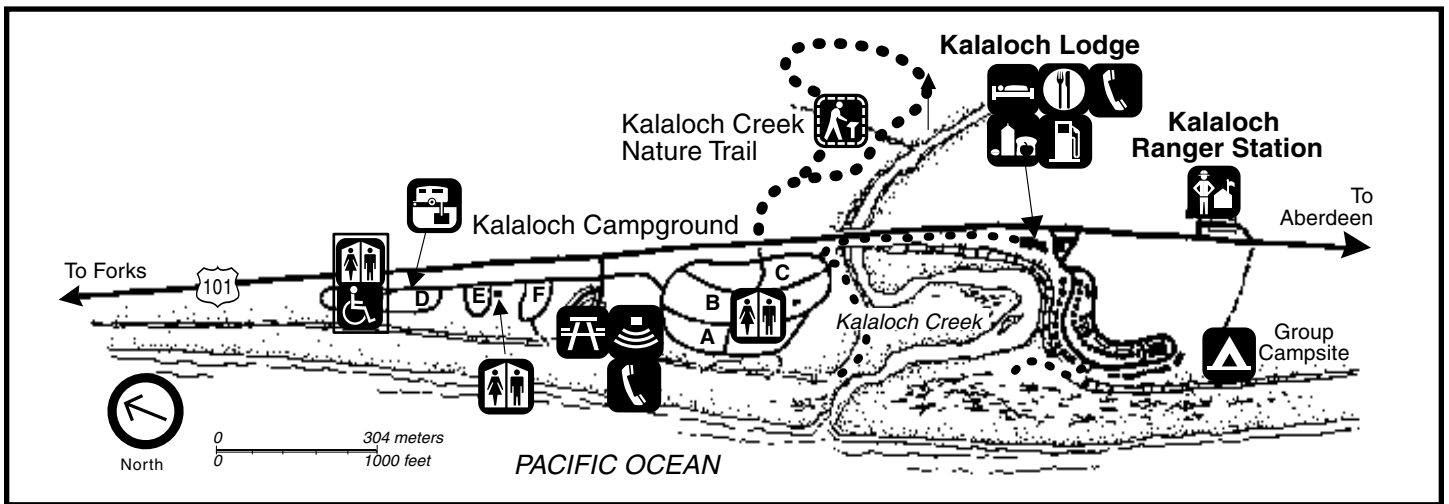 Kalaloch Lodge
Kalaloch Creek
Nature Trail
Kalaloch
Ranger Station
To
Aberdeen
Kalaloch Campground
To Forks
101
D
E
F
C
B
A
Kalaloch Creek
Group
Campsite
North
0
304 meters
0
1000 feet
PACIFIC OCEAN